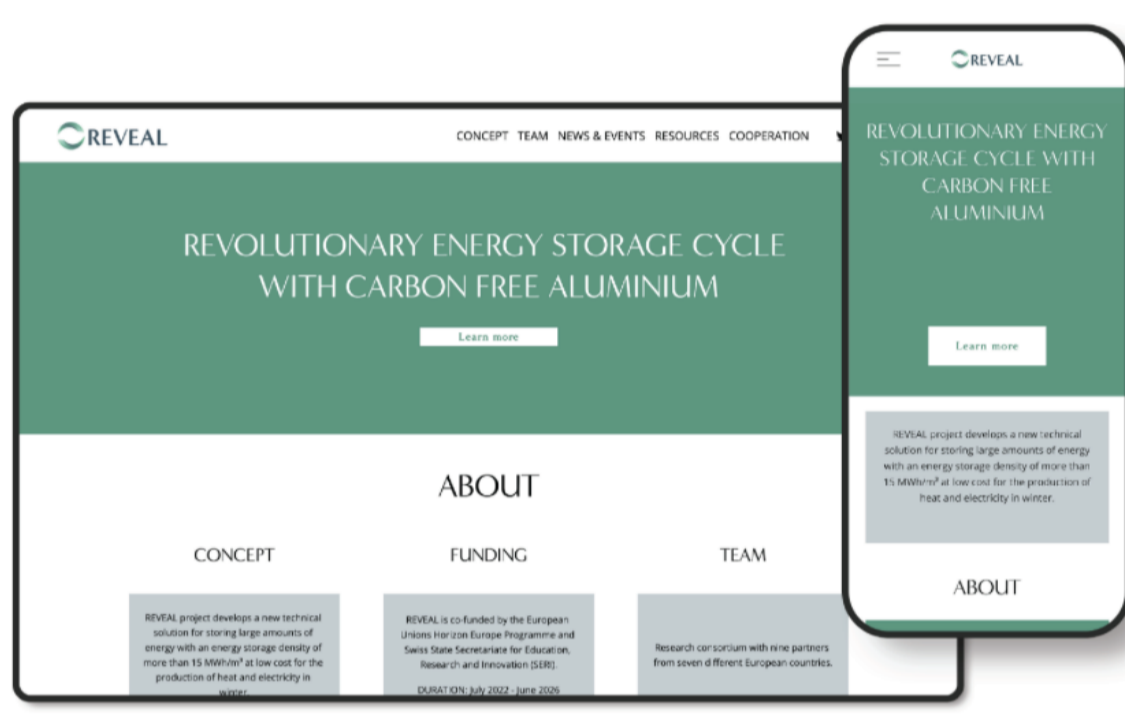 REVEAL
CONCEPT TEAM NEWS & EVENTS RESOURCES COOPERATION
REVOLUTIONARY ENERGY STORAGE CYCLE
WITH CARBON FREE ALUMINIUM
Learn more
ABOUT
CONCEPT
REVEAL project develops a new technical
solution for storing large amounts of
energy with an energy storage density of
more than 15 MWh/m³ at low cost for the
production of heat and electricity in
winter.
FUNDING
REVEAL is co-funded by the European
Unions Horizon Europe Programme and
Swiss State Secretariate for Education,
Research and Innovation (SERI).
DURATION: July 2022 - June 2026
TEAM
Research consortium with nine partners
from seven different European countries.
REVEAL
REVOLUTIONARY ENERGY
STORAGE CYCLE WITH
CARBON FREE
ALUMINIUM
Learn more
REVEAL project develops a new technical
solution for storing large amounts of energy
with an energy storage density of more than
15 MWh/m³ at low cost for the production of
heat and electricity in winter.
ABOUT